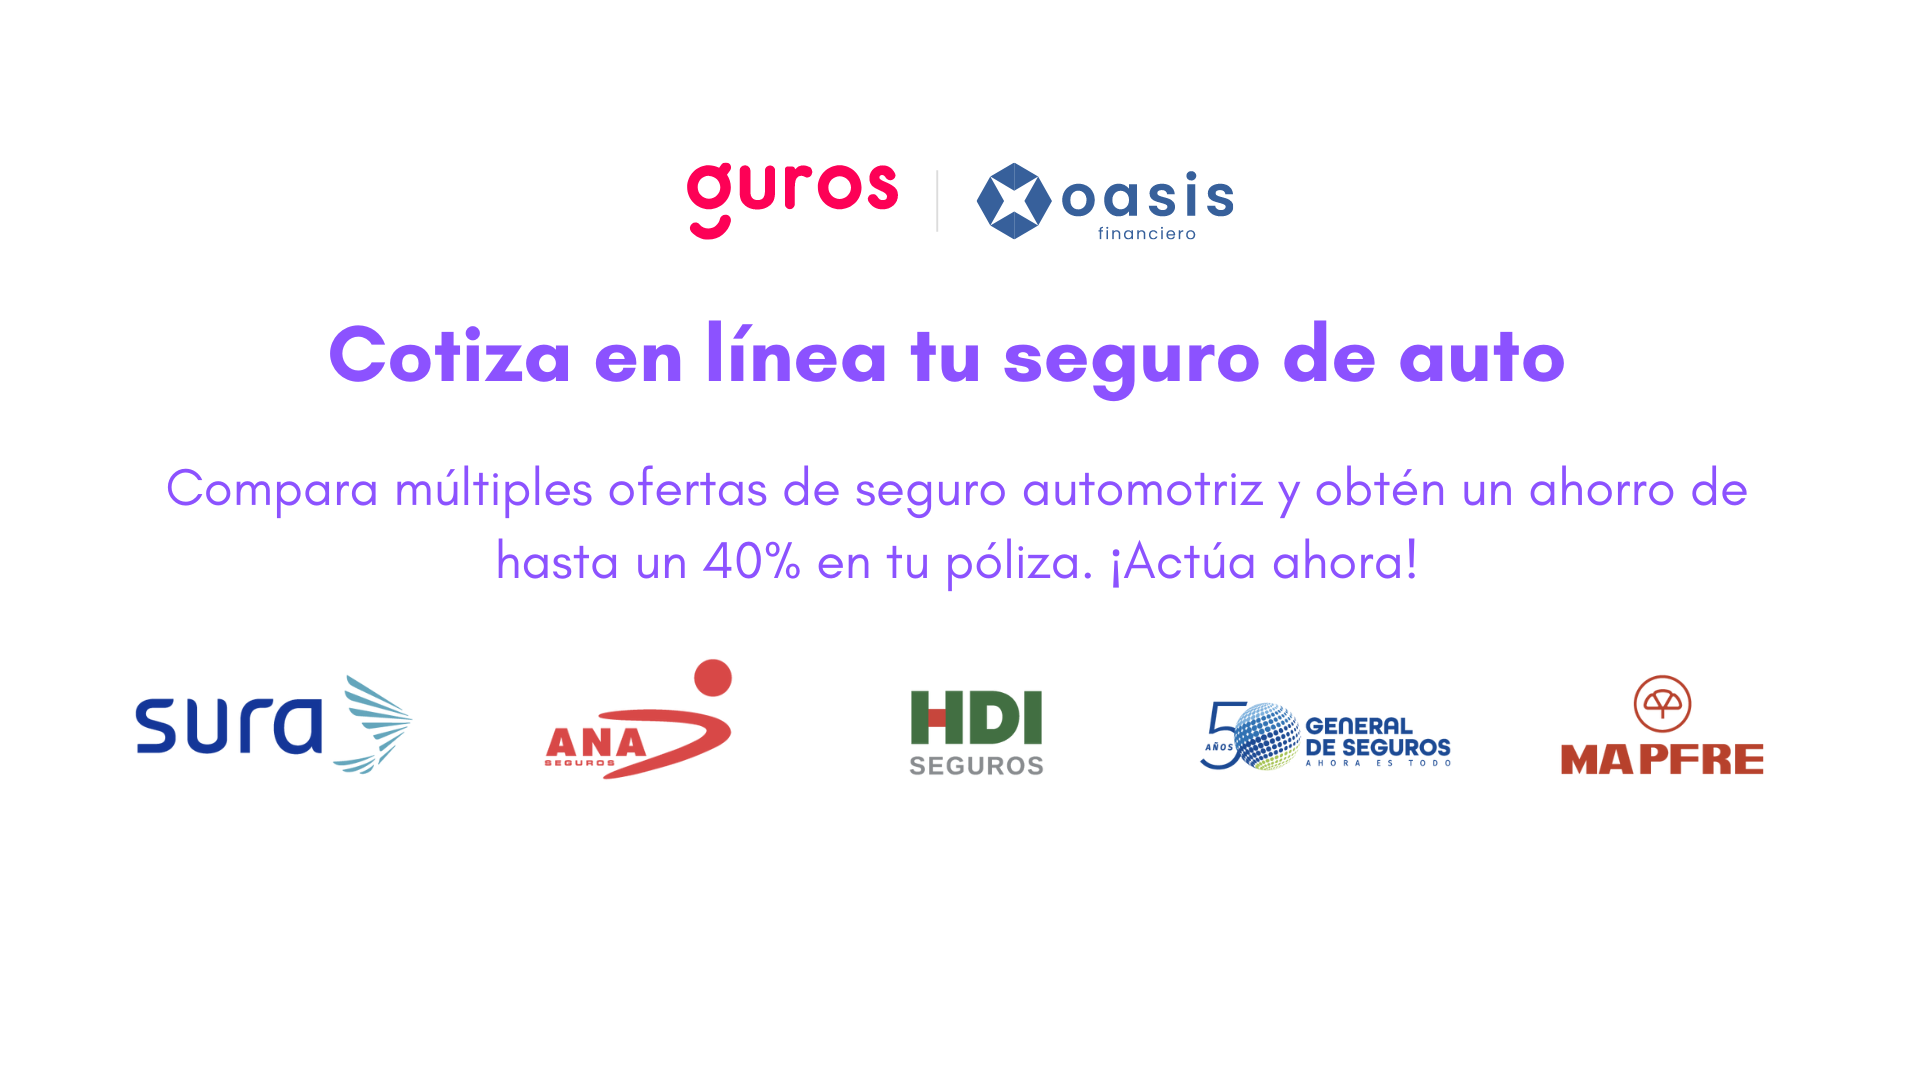 guros
oasis
financiero
Cotiza en línea tu seguro de auto
Compara múltiples ofertas de seguro automotriz y obtén un ahorro de
hasta un 40% en tu póliza. ¡Actúa ahora!
sura
ANA
SEGUROS
HDI
SEGUROS
50
AÑOS
GENERAL
DE SEGUROS
AHORA ES TODO
MAPFRE